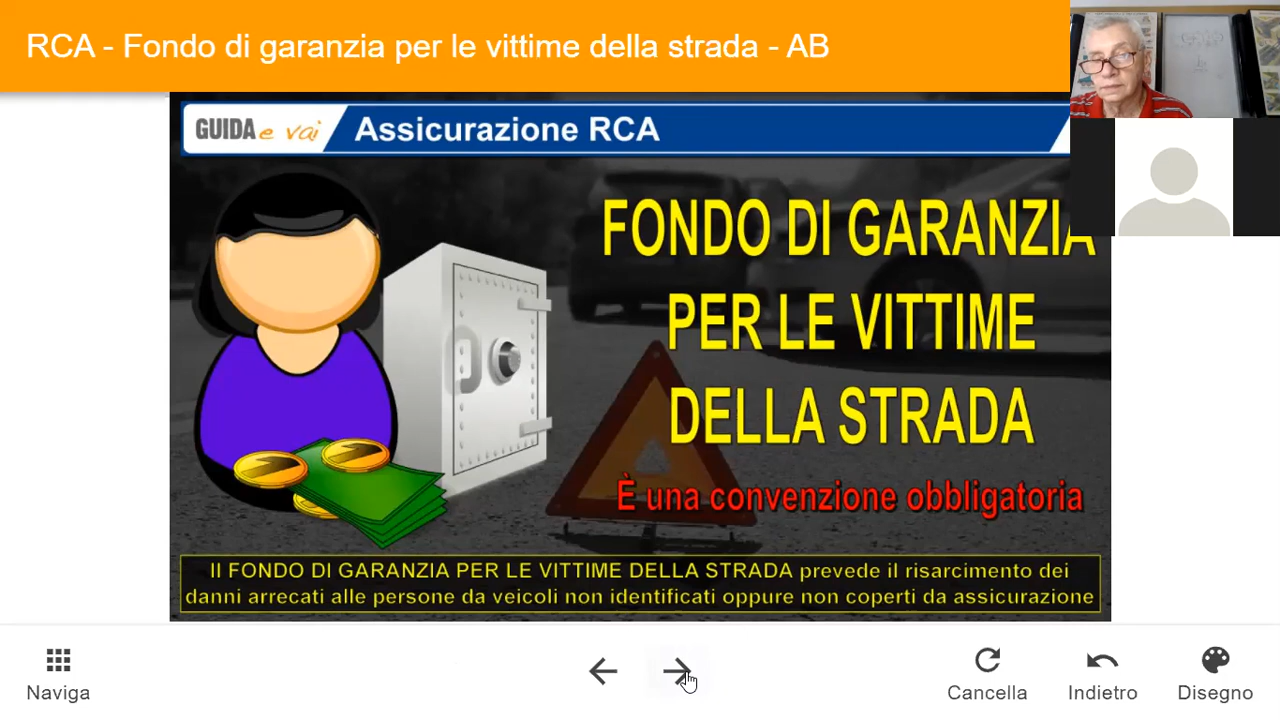 RCA - Fondo di garanzia per le vittime della strada - AB
GUIDA e vai
Assicurazione RCA
FONDO DI GARANZIA
PER LE VITTIME
DELLA STRADA
È una convenzione obbligatoria
Il FONDO DI GARANZIA PER LE VITTIME DELLA STRADA prevede il risarcimento dei
danni arrecati alle persone da veicoli non identificati oppure non coperti da assicurazione
Naviga
Cancella
Indietro
Disegno